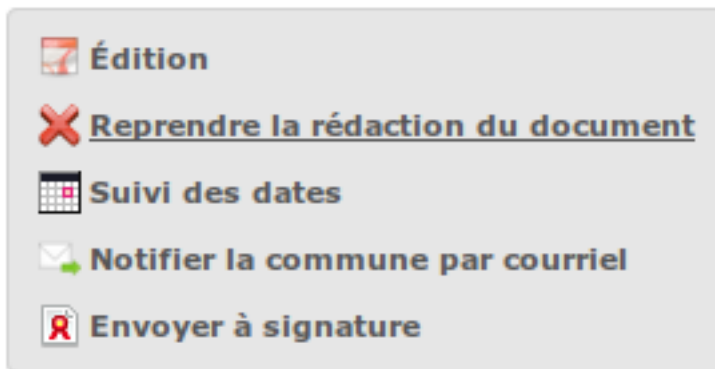 Édition
Reprendre la rédaction du document
Suivi des dates
Notifier la commune par courriel
Envoyer à signature